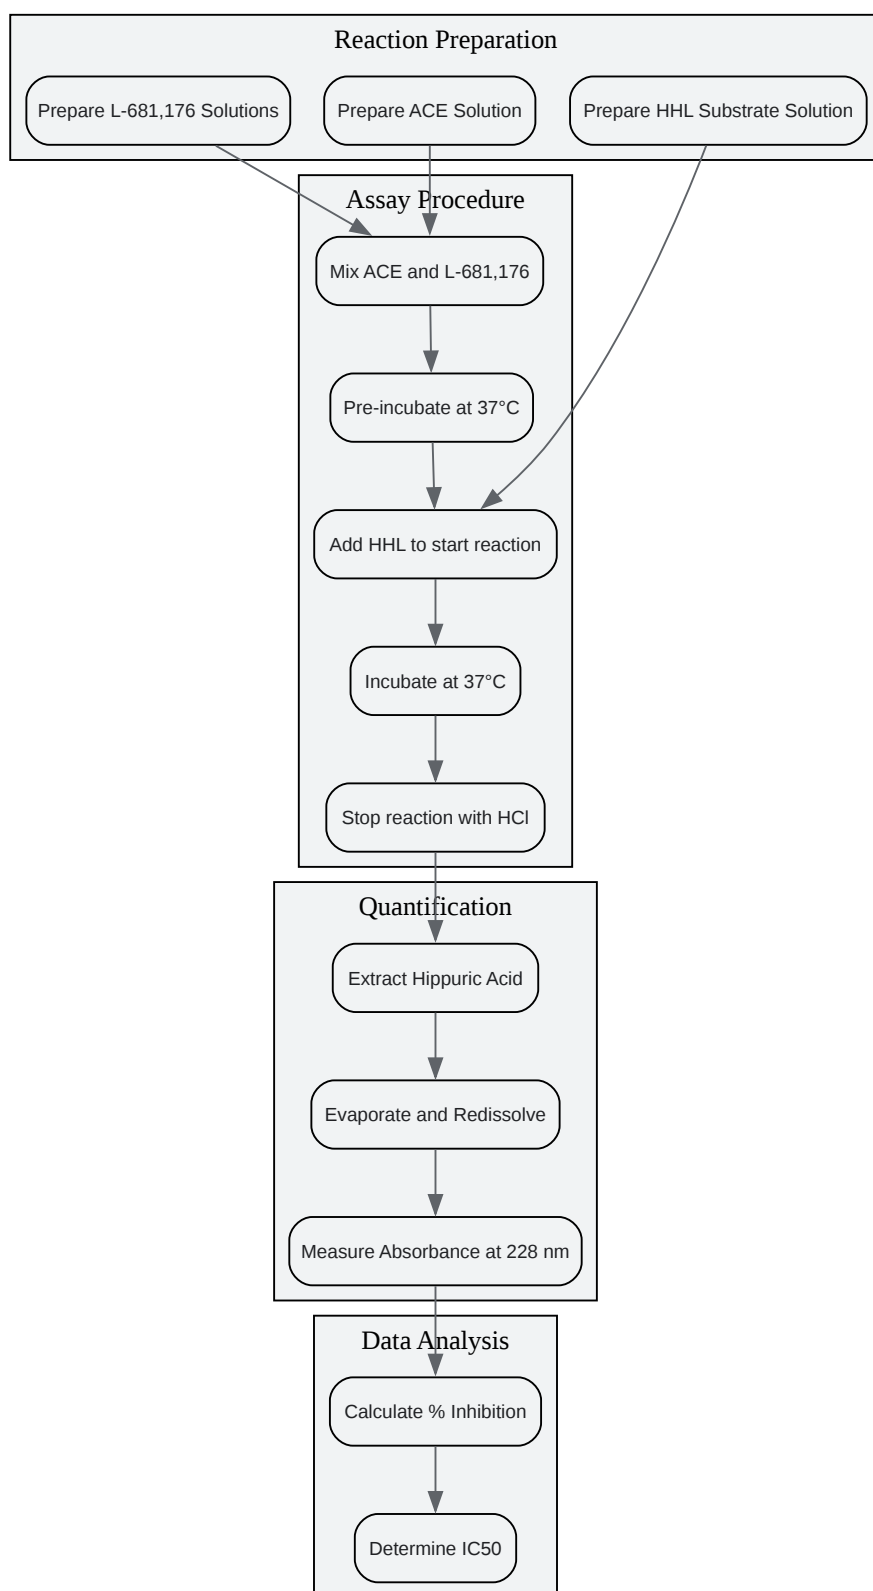 Reaction Preparation
Prepare L-681,176 Solutions
Prepare ACE Solution
Prepare HHL Substrate Solution
Assay Procedure
Mix ACE and L-681,176
Pre-incubate at 37°C
Add HHL to start reaction
Incubate at 37°C
Stop reaction with HCl
Quantification
Extract Hippuric Acid
Evaporate and Redissolve
Measure Absorbance at 228 nm
Data Analysis
Calculate % Inhibition
Determine IC50